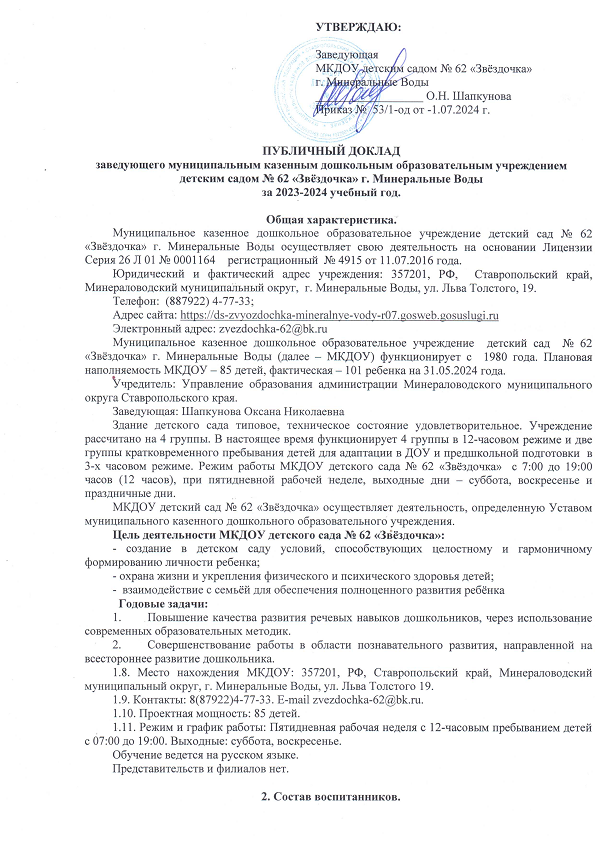 УТВЕРЖДАЮ:
Заведующая
МКДОУ детским садом № 62 «Звёздочка»
г. Минеральные Воды
__________________ О.Н. Шапкунова
Приказ № 53/1-од от -1.07.2024 г.
ПУБЛИЧНЫЙ ДОКЛАД
заведующего муниципальным казенным дошкольным образовательным учреждением
детским садом № 62 «Звёздочка» г. Минеральные Воды
за 2023-2024 учебный год.
Общая характеристика.
Муниципальное казенное дошкольное образовательное учреждение детский сад № 62
«Звёздочка» г. Минеральные Воды осуществляет свою деятельность на основании Лицензии
Серия 26 Л 01 № 0001164 регистрационный № 4915 от 11.07.2016 года.
Юридический и фактический адрес учреждения: 357201, РФ, Ставропольский край,
Минераловодский муниципальный округ, г. Минеральные Воды, ул. Льва Толстого, 19.
Телефон: (887922) 4-77-33;
Адрес сайта: https://ds-zvyozdochka-mineralnye-vody-r07.gosweb.gosuslugi.ru
Электронный адрес: zvezdochka-62@bk.ru
Муниципальное казенное дошкольное образовательное учреждение детский сад № 62
«Звёздочка» г. Минеральные Воды (далее – МКДОУ) функционирует с 1980 года. Плановая
наполняемость МКДОУ – 85 детей, фактическая – 101 ребенка на 31.05.2024 года.
Учредитель: Управление образования администрации Минераловодского муниципального
округа Ставропольского края.
Заведующая: Шапкунова Оксана Николаевна
Здание детского сада типовое, техническое состояние удовлетворительное. Учреждение
рассчитано на 4 группы. В настоящее время функционирует 4 группы в 12-часовом режиме и две
группы кратковременного пребывания детей для адаптации в ДОУ и предшкольной подготовки в
3-х часовом режиме. Режим работы МКДОУ детского сада № 62 «Звёздочка» с 7:00 до 19:00
часов (12 часов), при пятидневной рабочей неделе, выходные дни – суббота, воскресенье и
праздничные дни.
МКДОУ детский сад № 62 «Звёздочка» осуществляет деятельность, определенную Уставом
муниципального казенного дошкольного образовательного учреждения.
Цель деятельности МКДОУ детского сада № 62 «Звёздочка»:
- создание в детском саду условий, способствующих целостному и гармоничному
формированию личности ребенка;
- охрана жизни и укрепления физического и психического здоровья детей;
- взаимодействие с семьёй для обеспечения полноценного развития ребёнка
Годовые задачи:
1. Повышение качества развития речевых навыков дошкольников, через использование
современных образовательных методик.
2. Совершенствование работы в области познавательного развития, направленной на
всестороннее развитие дошкольника.
1.8. Место нахождения МКДОУ: 357201, РФ, Ставропольский край, Минераловодский
муниципальный округ, г. Минеральные Воды, ул. Льва Толстого 19.
1.9. Контакты: 8(87922)4-77-33. E-mail zvezdochka-62@bk.ru.
1.10. Проектная мощность: 85 детей.
1.11. Режим и график работы: Пятидневная рабочая неделя с 12-часовым пребыванием детей
с 07:00 до 19:00. Выходные: суббота, воскресенье.
Обучение ведется на русском языке.
Представительств и филиалов нет.
2. Состав воспитанников.